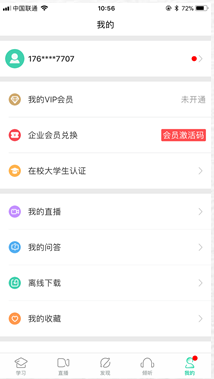 中国联通
10:56
72%
我的
176****7707
我的VIP会员
未开通
企业会员兑换
会员激活码
在校大学生认证
我的直播
我的问答
离线下载
我的收藏
学习
直播
发现
倾听
我的